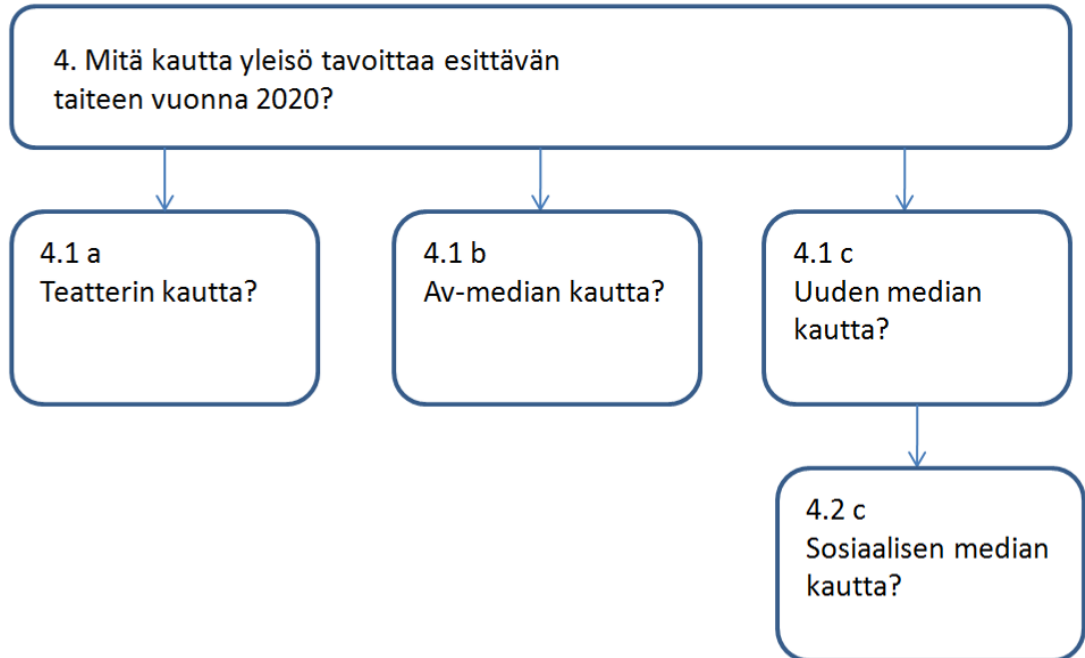 4. Mitä kautta yleisö tavoittaa esittävän
taiteen vuonna 2020?
4.1 a
Teatterin kautta?
4.1 b
Av-median kautta?
4.1 c
Uuden median
kautta?
4.2 c
Sosiaalisen median
kautta?